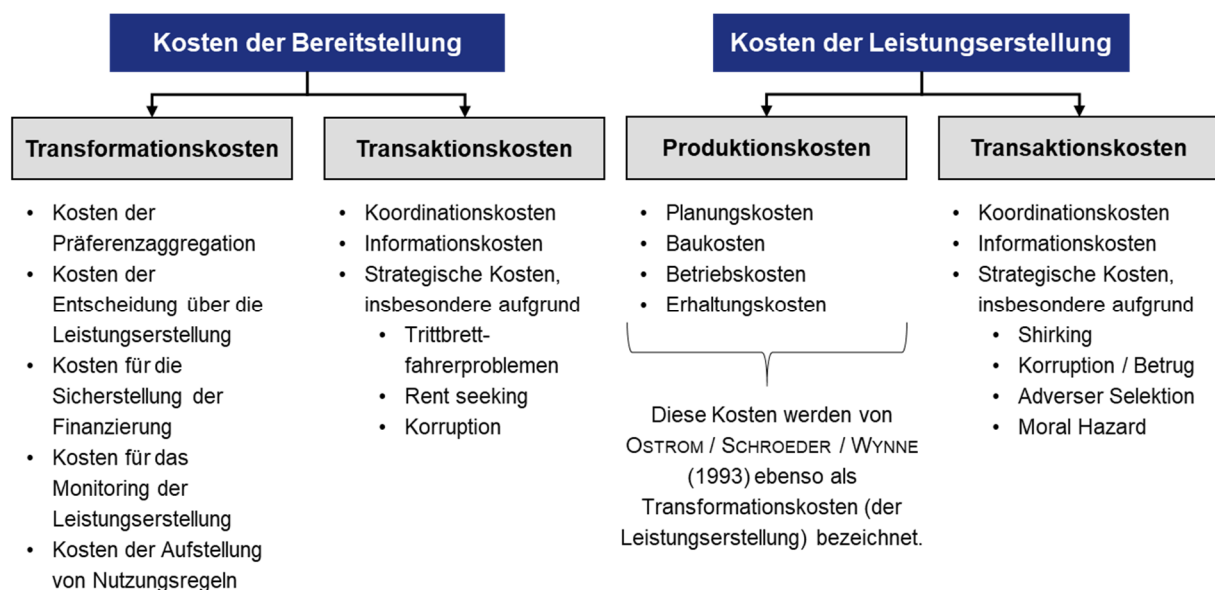 Kosten der Bereitstellung
Kosten der Leistungserstellung
Transformationskosten
Transaktionskosten
Produktionskosten
Transaktionskosten
• Kosten der
Präferenzaggregation
• Kosten der
Entscheidung über die
Leistungserstellung
• Kosten für die
Sicherstellung der
Finanzierung
• Kosten für das
Monitoring der
Leistungserstellung
• Kosten der Aufstellung
von Nutzungsregeln
• Koordinationskosten
• Informationskosten
• Strategische Kosten,
insbesondere aufgrund
• Trittbrett-
fahrerproblemen
• Rent seeking
• Korruption
• Planungskosten
• Baukosten
• Betriebskosten
• Erhaltungskosten
Diese Kosten werden von
OSTROM / SCHROEDER / WYNNE
(1993) ebenso als
Transformationskosten (der
Leistungserstellung) bezeichnet.
• Koordinationskosten
• Informationskosten
• Strategische Kosten,
insbesondere aufgrund
• Shirking
• Korruption / Betrug
• Adverser Selektion
• Moral Hazard